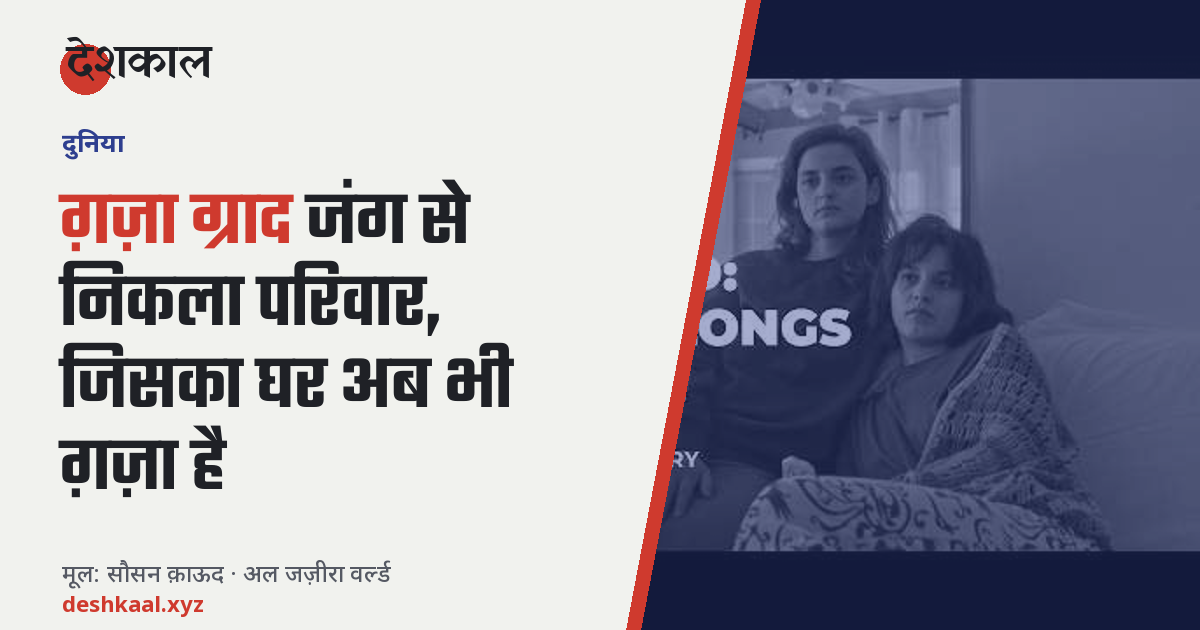 देशकाल
दुनिया
ग़ज़ा ग्राद जंग से
निकला परिवार,
जिसका घर अब भी
ग़ज़ा है
मूल: सौसन क़ाऊद · अल जज़ीरा वर्ल्ड
deshkaal.xyz
:
ONGS
RY